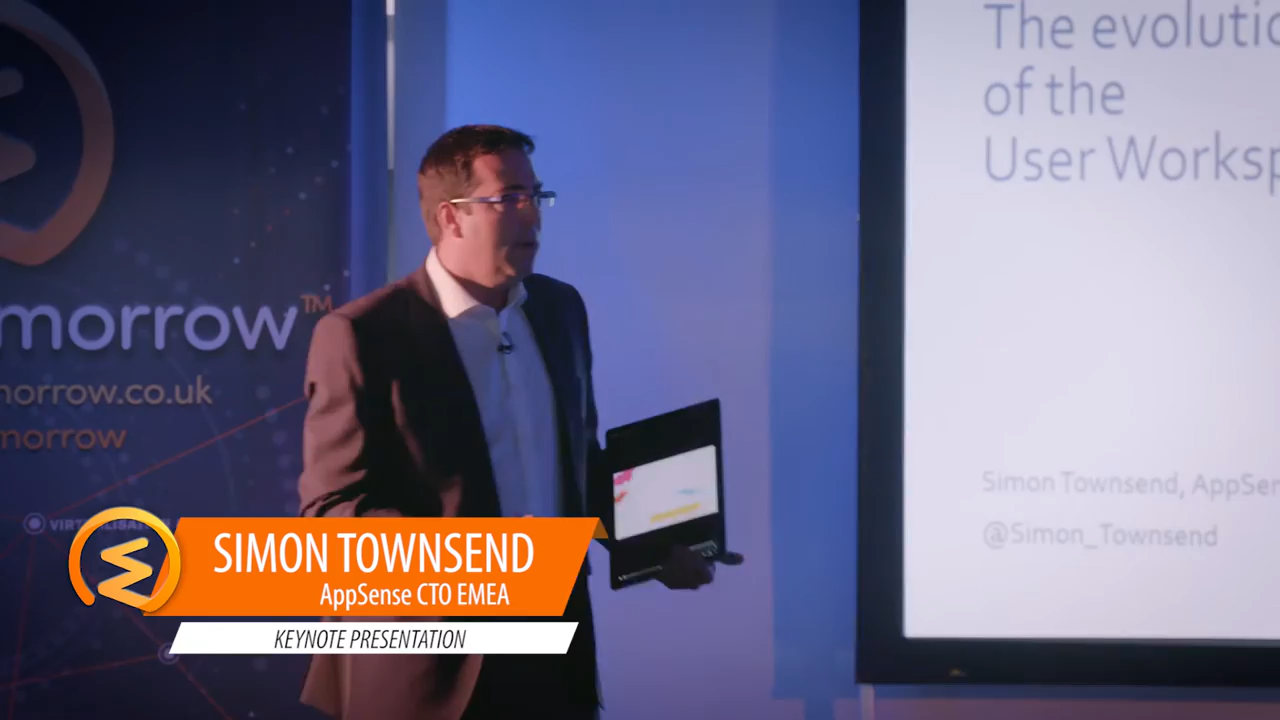 The evolutio
of the
User Worksp
morrow™
morrow.co.uk
morrow
Simon Townsend, AppSen
@Simon_Townsend
SIMON TOWNSEND
AppSense CTO EMEA
KEYNOTE PRESENTATION